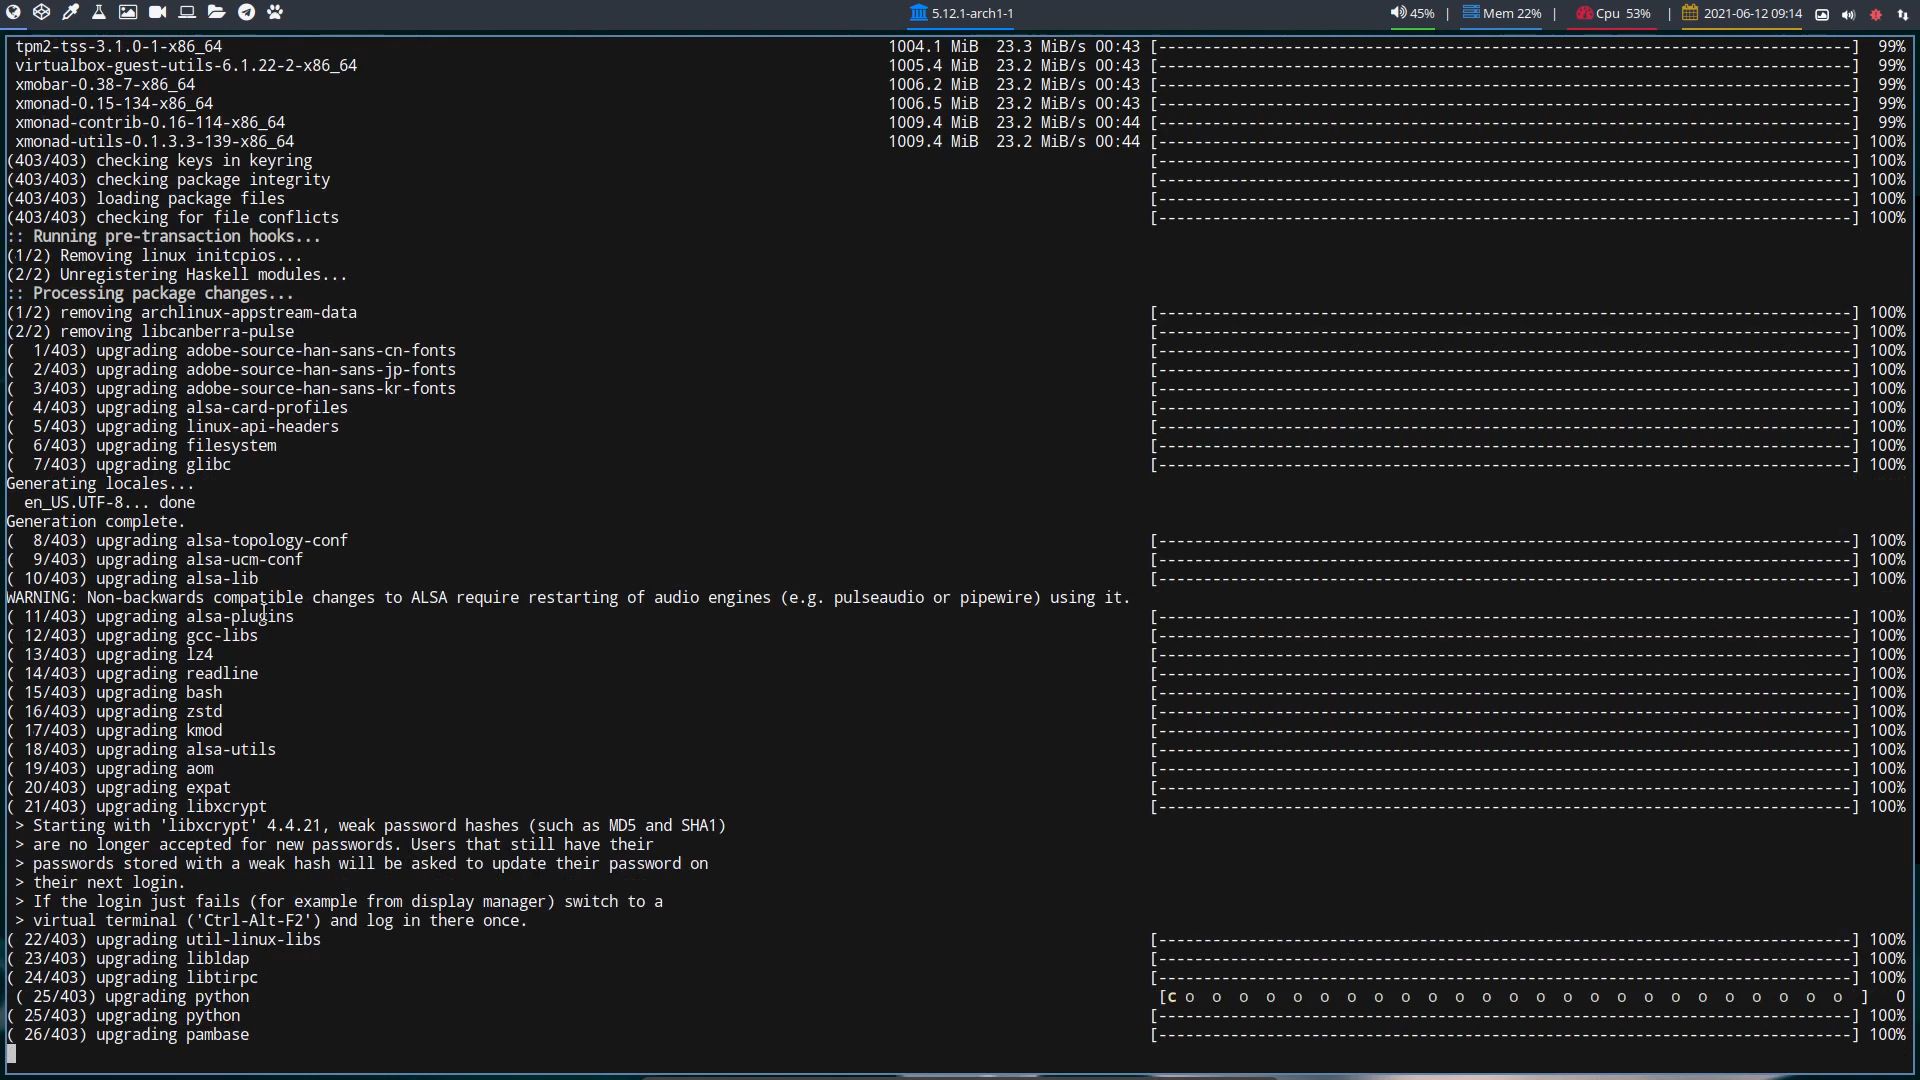 5.12.1-arch1-1 45% | Mem 22% | Cpu 53% | 2021-06-12 09:14
tpm2-tss-3.1.0-1-x86_64 1004.1 MiB 23.3 MiB/s 00:43 [-----------------------------------------------------------------------------] 99%
virtualbox-guest-utils-6.1.22-2-x86_64 1005.4 MiB 23.2 MiB/s 00:43 [-----------------------------------------------------------------------------] 99%
xmobar-0.38-7-x86_64 1006.2 MiB 23.2 MiB/s 00:43 [-----------------------------------------------------------------------------] 99%
xmonad-0.15-134-x86_64 1006.5 MiB 23.2 MiB/s 00:43 [-----------------------------------------------------------------------------] 99%
xmonad-contrib-0.16-114-x86_64 1009.4 MiB 23.2 MiB/s 00:44 [-----------------------------------------------------------------------------] 99%
xmonad-utils-0.1.3.3-139-x86_64 1009.4 MiB 23.2 MiB/s 00:44 [-----------------------------------------------------------------------------] 100%
(403/403) checking keys in keyring [-----------------------------------------------------------------------------] 100%
(403/403) checking package integrity [-----------------------------------------------------------------------------] 100%
(403/403) loading package files [-----------------------------------------------------------------------------] 100%
(403/403) checking for file conflicts [-----------------------------------------------------------------------------] 100%
:: Running pre-transaction hooks...
(1/2) Removing linux initcpios...
(2/2) Unregistering Haskell modules...
:: Processing package changes...
(1/2) removing archlinux-appstream-data [-----------------------------------------------------------------------------] 100%
(2/2) removing libcanberra-pulse [-----------------------------------------------------------------------------] 100%
( 1/403) upgrading adobe-source-han-sans-cn-fonts [-----------------------------------------------------------------------------] 100%
( 2/403) upgrading adobe-source-han-sans-jp-fonts [-----------------------------------------------------------------------------] 100%
( 3/403) upgrading adobe-source-han-sans-kr-fonts [-----------------------------------------------------------------------------] 100%
( 4/403) upgrading alsa-card-profiles [-----------------------------------------------------------------------------] 100%
( 5/403) upgrading linux-api-headers [-----------------------------------------------------------------------------] 100%
( 6/403) upgrading filesystem [-----------------------------------------------------------------------------] 100%
( 7/403) upgrading glibc [-----------------------------------------------------------------------------] 100%
Generating locales...
en_US.UTF-8... done
Generation complete.
( 8/403) upgrading alsa-topology-conf [-----------------------------------------------------------------------------] 100%
( 9/403) upgrading alsa-ucm-conf [-----------------------------------------------------------------------------] 100%
( 10/403) upgrading alsa-lib [-----------------------------------------------------------------------------] 100%
WARNING: Non-backwards compatible changes to ALSA require restarting of audio engines (e.g. pulseaudio or pipewire) using it.
( 11/403) upgrading alsa-plugins [-----------------------------------------------------------------------------] 100%
( 12/403) upgrading gcc-libs [-----------------------------------------------------------------------------] 100%
( 13/403) upgrading lz4 [-----------------------------------------------------------------------------] 100%
( 14/403) upgrading readline [-----------------------------------------------------------------------------] 100%
( 15/403) upgrading bash [-----------------------------------------------------------------------------] 100%
( 16/403) upgrading zstd [-----------------------------------------------------------------------------] 100%
( 17/403) upgrading kmod [-----------------------------------------------------------------------------] 100%
( 18/403) upgrading alsa-utils [-----------------------------------------------------------------------------] 100%
( 19/403) upgrading aom [-----------------------------------------------------------------------------] 100%
( 20/403) upgrading expat [-----------------------------------------------------------------------------] 100%
( 21/403) upgrading libxcrypt [-----------------------------------------------------------------------------] 100%
> Starting with 'libxcrypt' 4.4.21, weak password hashes (such as MD5 and SHA1)
> are no longer accepted for new passwords. Users that still have their
> passwords stored with a weak hash will be asked to update their password on
> their next login.
> If the login just fails (for example from display manager) switch to a
> virtual terminal ('Ctrl-Alt-F2') and log in there once.
( 22/403) upgrading util-linux-libs [-----------------------------------------------------------------------------] 100%
( 23/403) upgrading libldap [-----------------------------------------------------------------------------] 100%
( 24/403) upgrading libtirpc [-----------------------------------------------------------------------------] 100%
( 25/403) upgrading python [c o o o o o o o o o o o o o o o o o o o o o o o o o ] 0
( 25/403) upgrading python [-----------------------------------------------------------------------------] 100%
( 26/403) upgrading pambase [-----------------------------------------------------------------------------] 100%